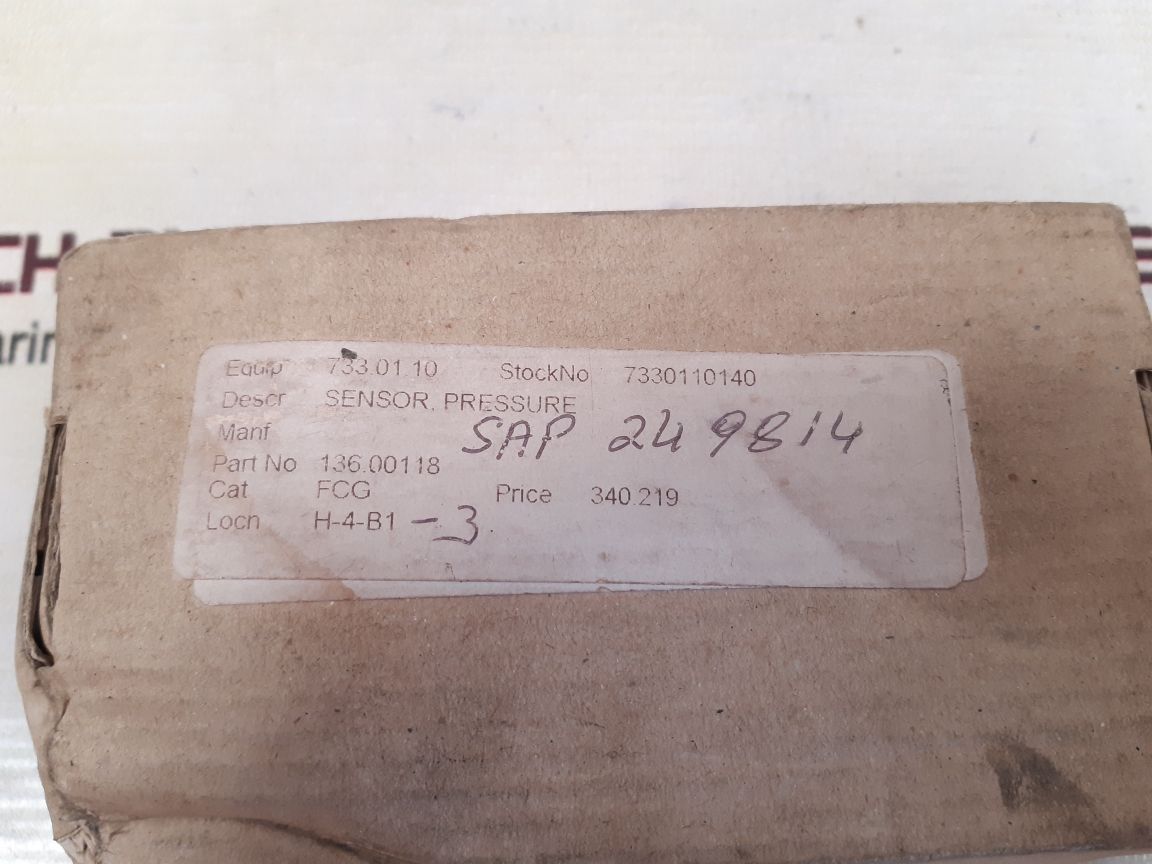 Equip 733.01.10 StockNo 7330110140
Descr SENSOR, PRESSURE
Manf SAP 249814
Part No 136.00118
Cat FCG Price 340.219
Locn H-4-B1 -3